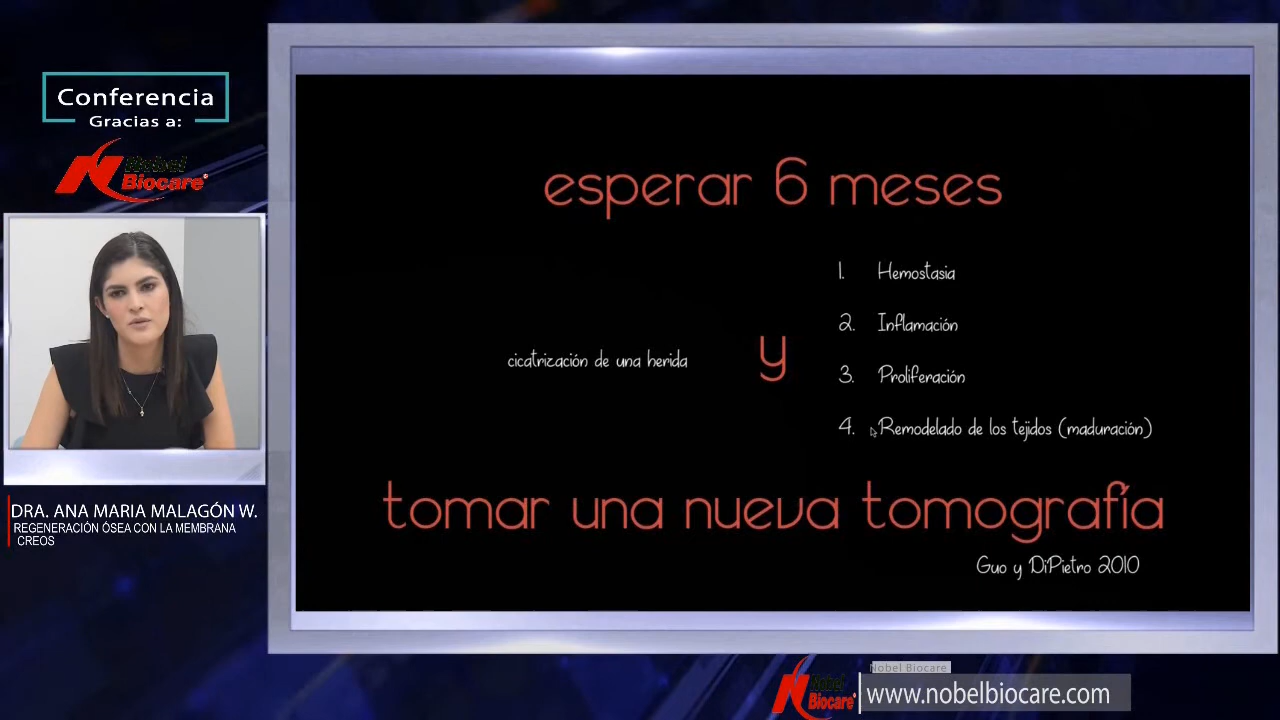 Conferencia
Gracias a:
Nobel
Biocare
DRA. ANA MARIA MALAGÓN W.
REGENERACIÓN ÓSEA CON LA MEMBRANA
CREOS
esperar 6 meses
cicatrización de una herida
y
1. Hemostasia
2. Inflamación
3. Proliferación
4. Remodelado de los tejidos (maduración)
tomar una nueva tomografía
Guo y DiPietro 2010
Nobel
Biocare
Nobel Biocare
www.nobelbiocare.com